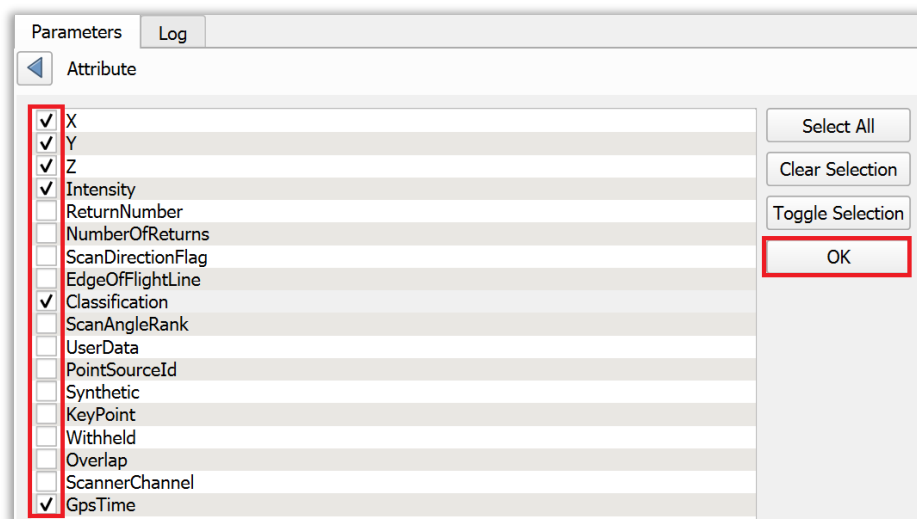 Parameters Log
Attribute
X
Y
Z
Intensity
ReturnNumber
NumberOfReturns
ScanDirectionFlag
EdgeOfFlightLine
Classification
ScanAngleRank
UserData
PointSourceId
Synthetic
KeyPoint
Withheld
Overlap
ScannerChannel
GpsTime
Select All
Clear Selection
Toggle Selection
OK